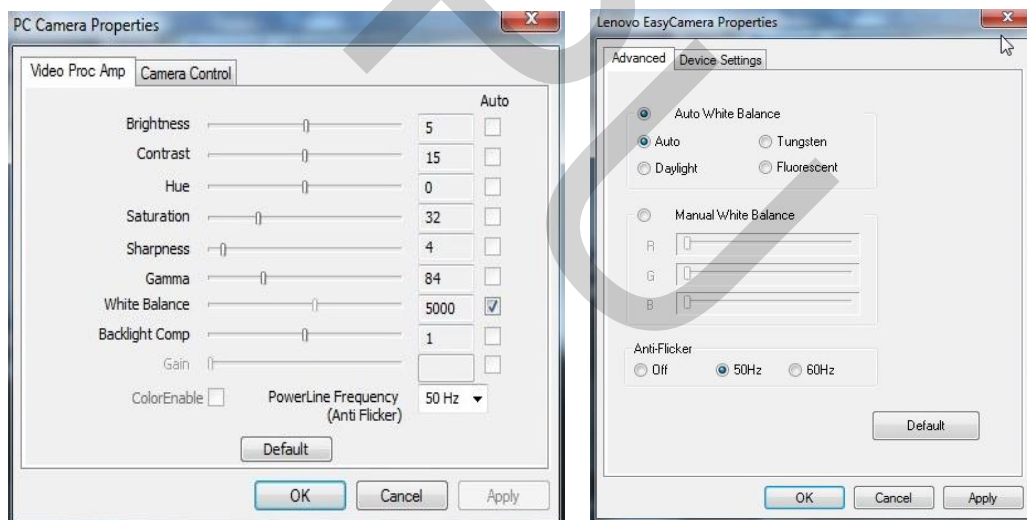 PC Camera Properties
X
Video Proc Amp Camera Control
Auto
Brightness 5
Contrast 15
Hue 0
Saturation 32
Sharpness 4
Gamma 84
White Balance 5000
Backlight Comp 1
Gain
ColorEnable PowerLine Frequency 50 Hz
(Anti Flicker)
Default
OK Cancel Apply
Lenovo EasyCamera Properties
X
Advanced Device Settings
Auto White Balance
Auto Tungsten
Daylight Fluorescent
Manual White Balance
R
G
B
Anti-Flicker
Off 50Hz 60Hz
Default
OK Cancel Apply